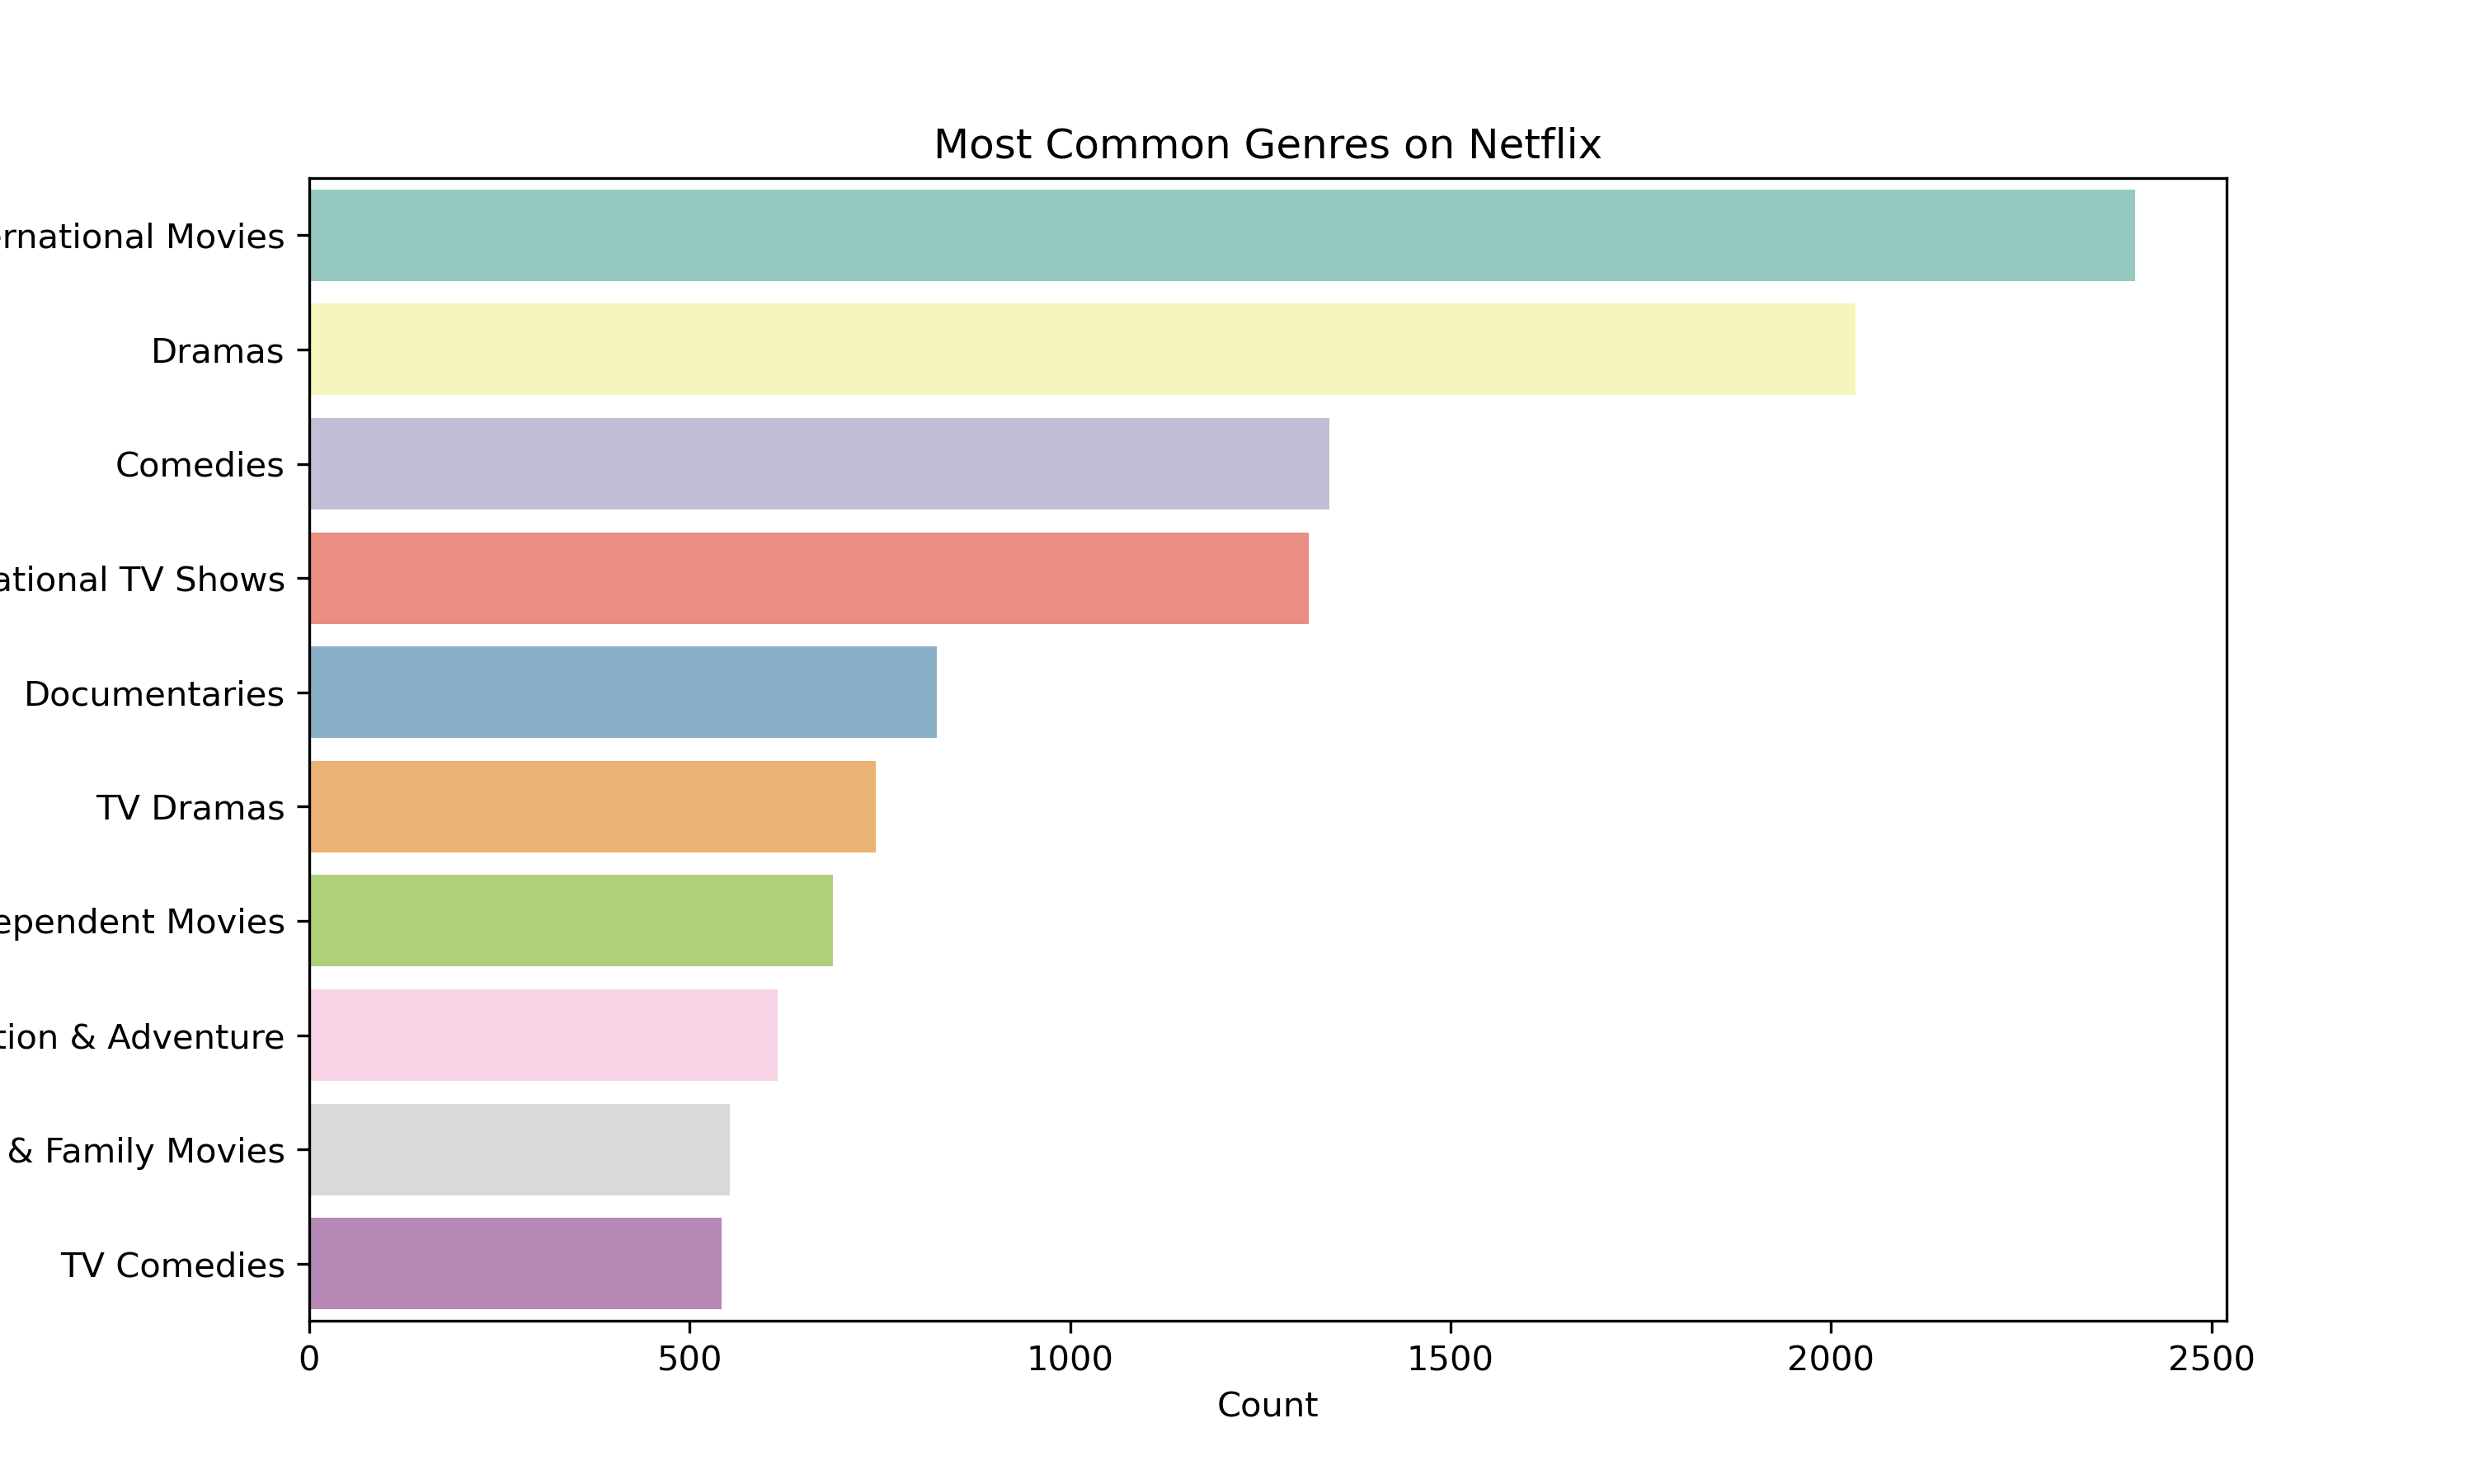 Most Common Genres on Netflix
ernational Movies
Dramas
Comedies
ational TV Shows
Documentaries
TV Dramas
ependent Movies
tion & Adventure
& Family Movies
TV Comedies
0 500 1000 1500 2000 2500
Count